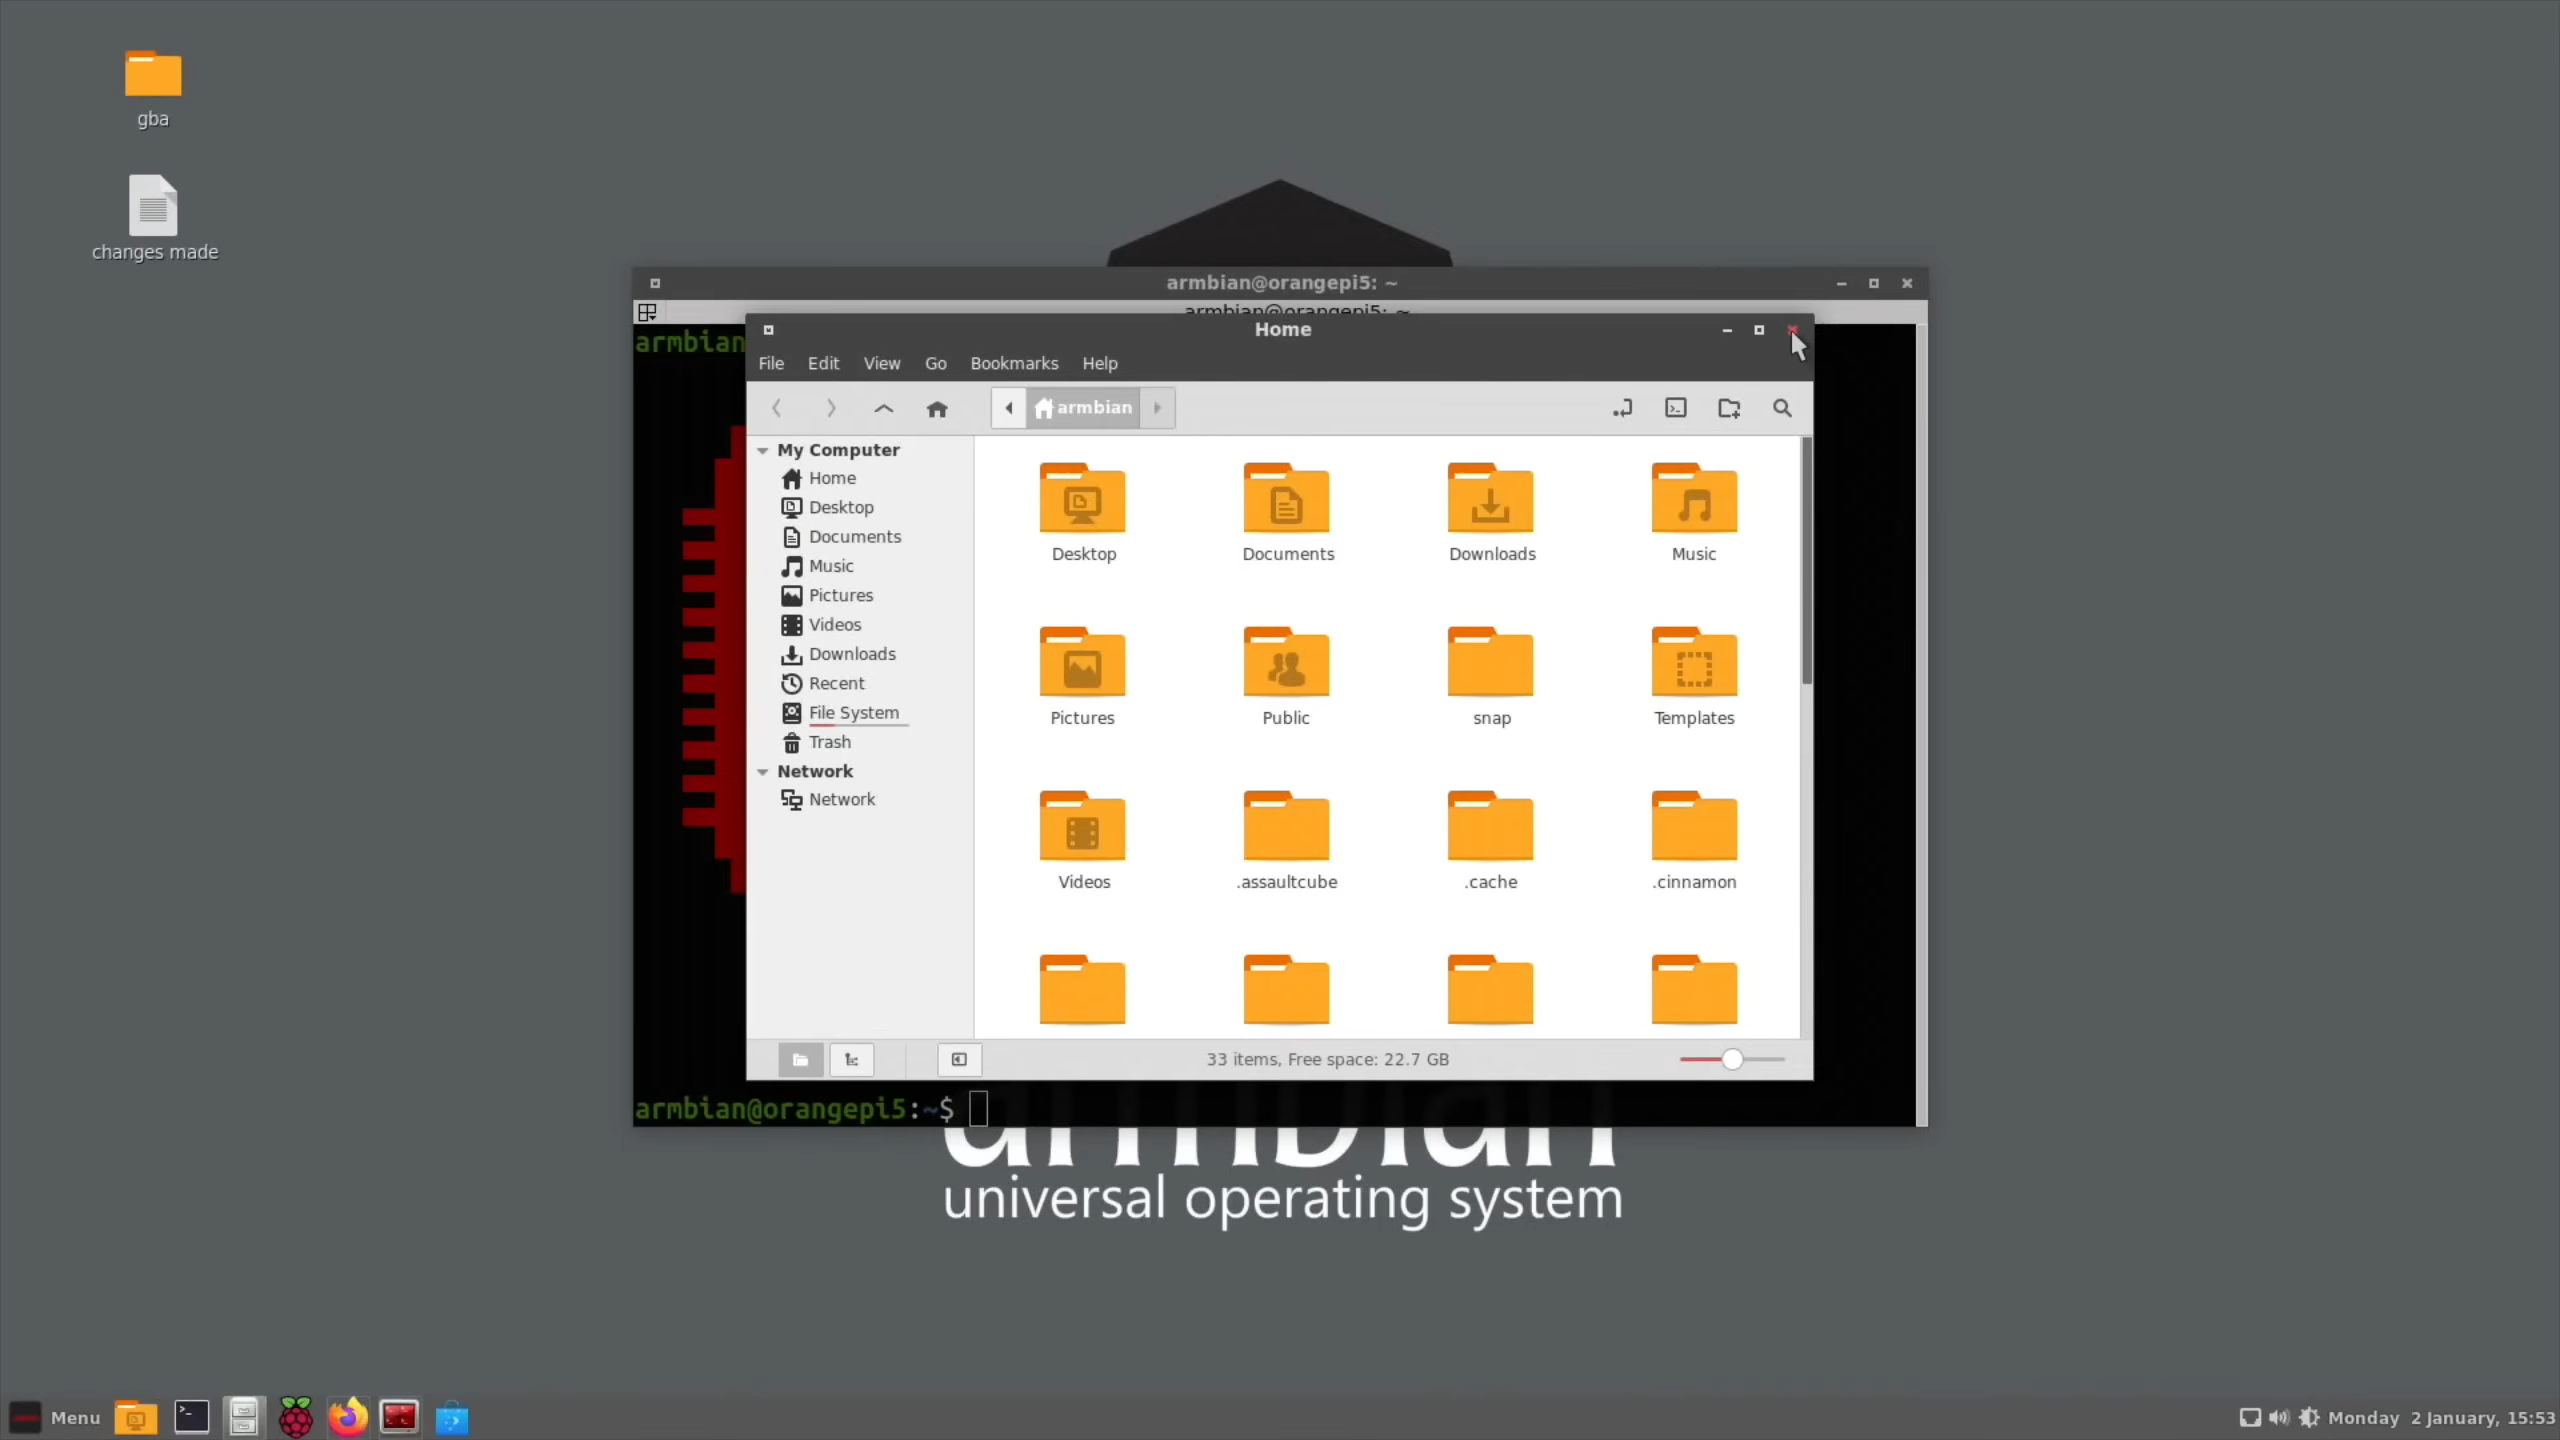 gba
changes made
armbian@orangepi5: ~
armbian@orangepi5: ~
armbian
Home
File Edit View Go Bookmarks Help
armbian
My Computer
Home
Desktop
Documents
Music
Pictures
Videos
Downloads
Recent
File System
Trash
Network
Network
Desktop Documents Downloads Music
Pictures Public snap Templates
Videos .assaultcube .cache .cinnamon
33 items, Free space: 22.7 GB
armbian@orangepi5:~$
armbian
universal operating system
Menu
Monday 2 January, 15:53